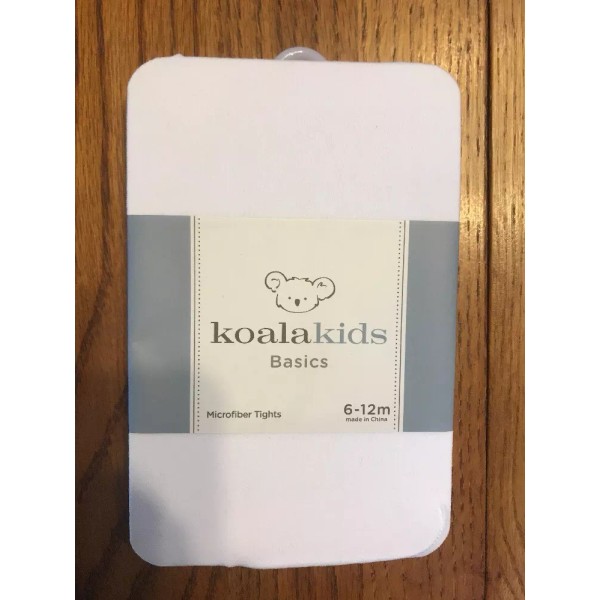 koalakids
Basics
Microfiber Tights
6-12m
made in China